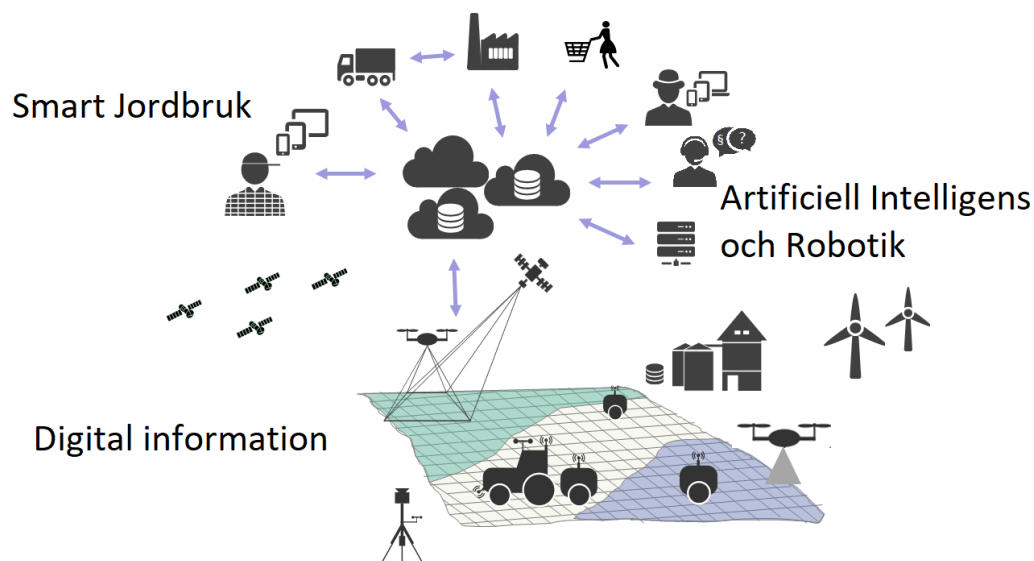 Smart Jordbruk
§ ?
Artificiell Intelligens
och Robotik
Digital information